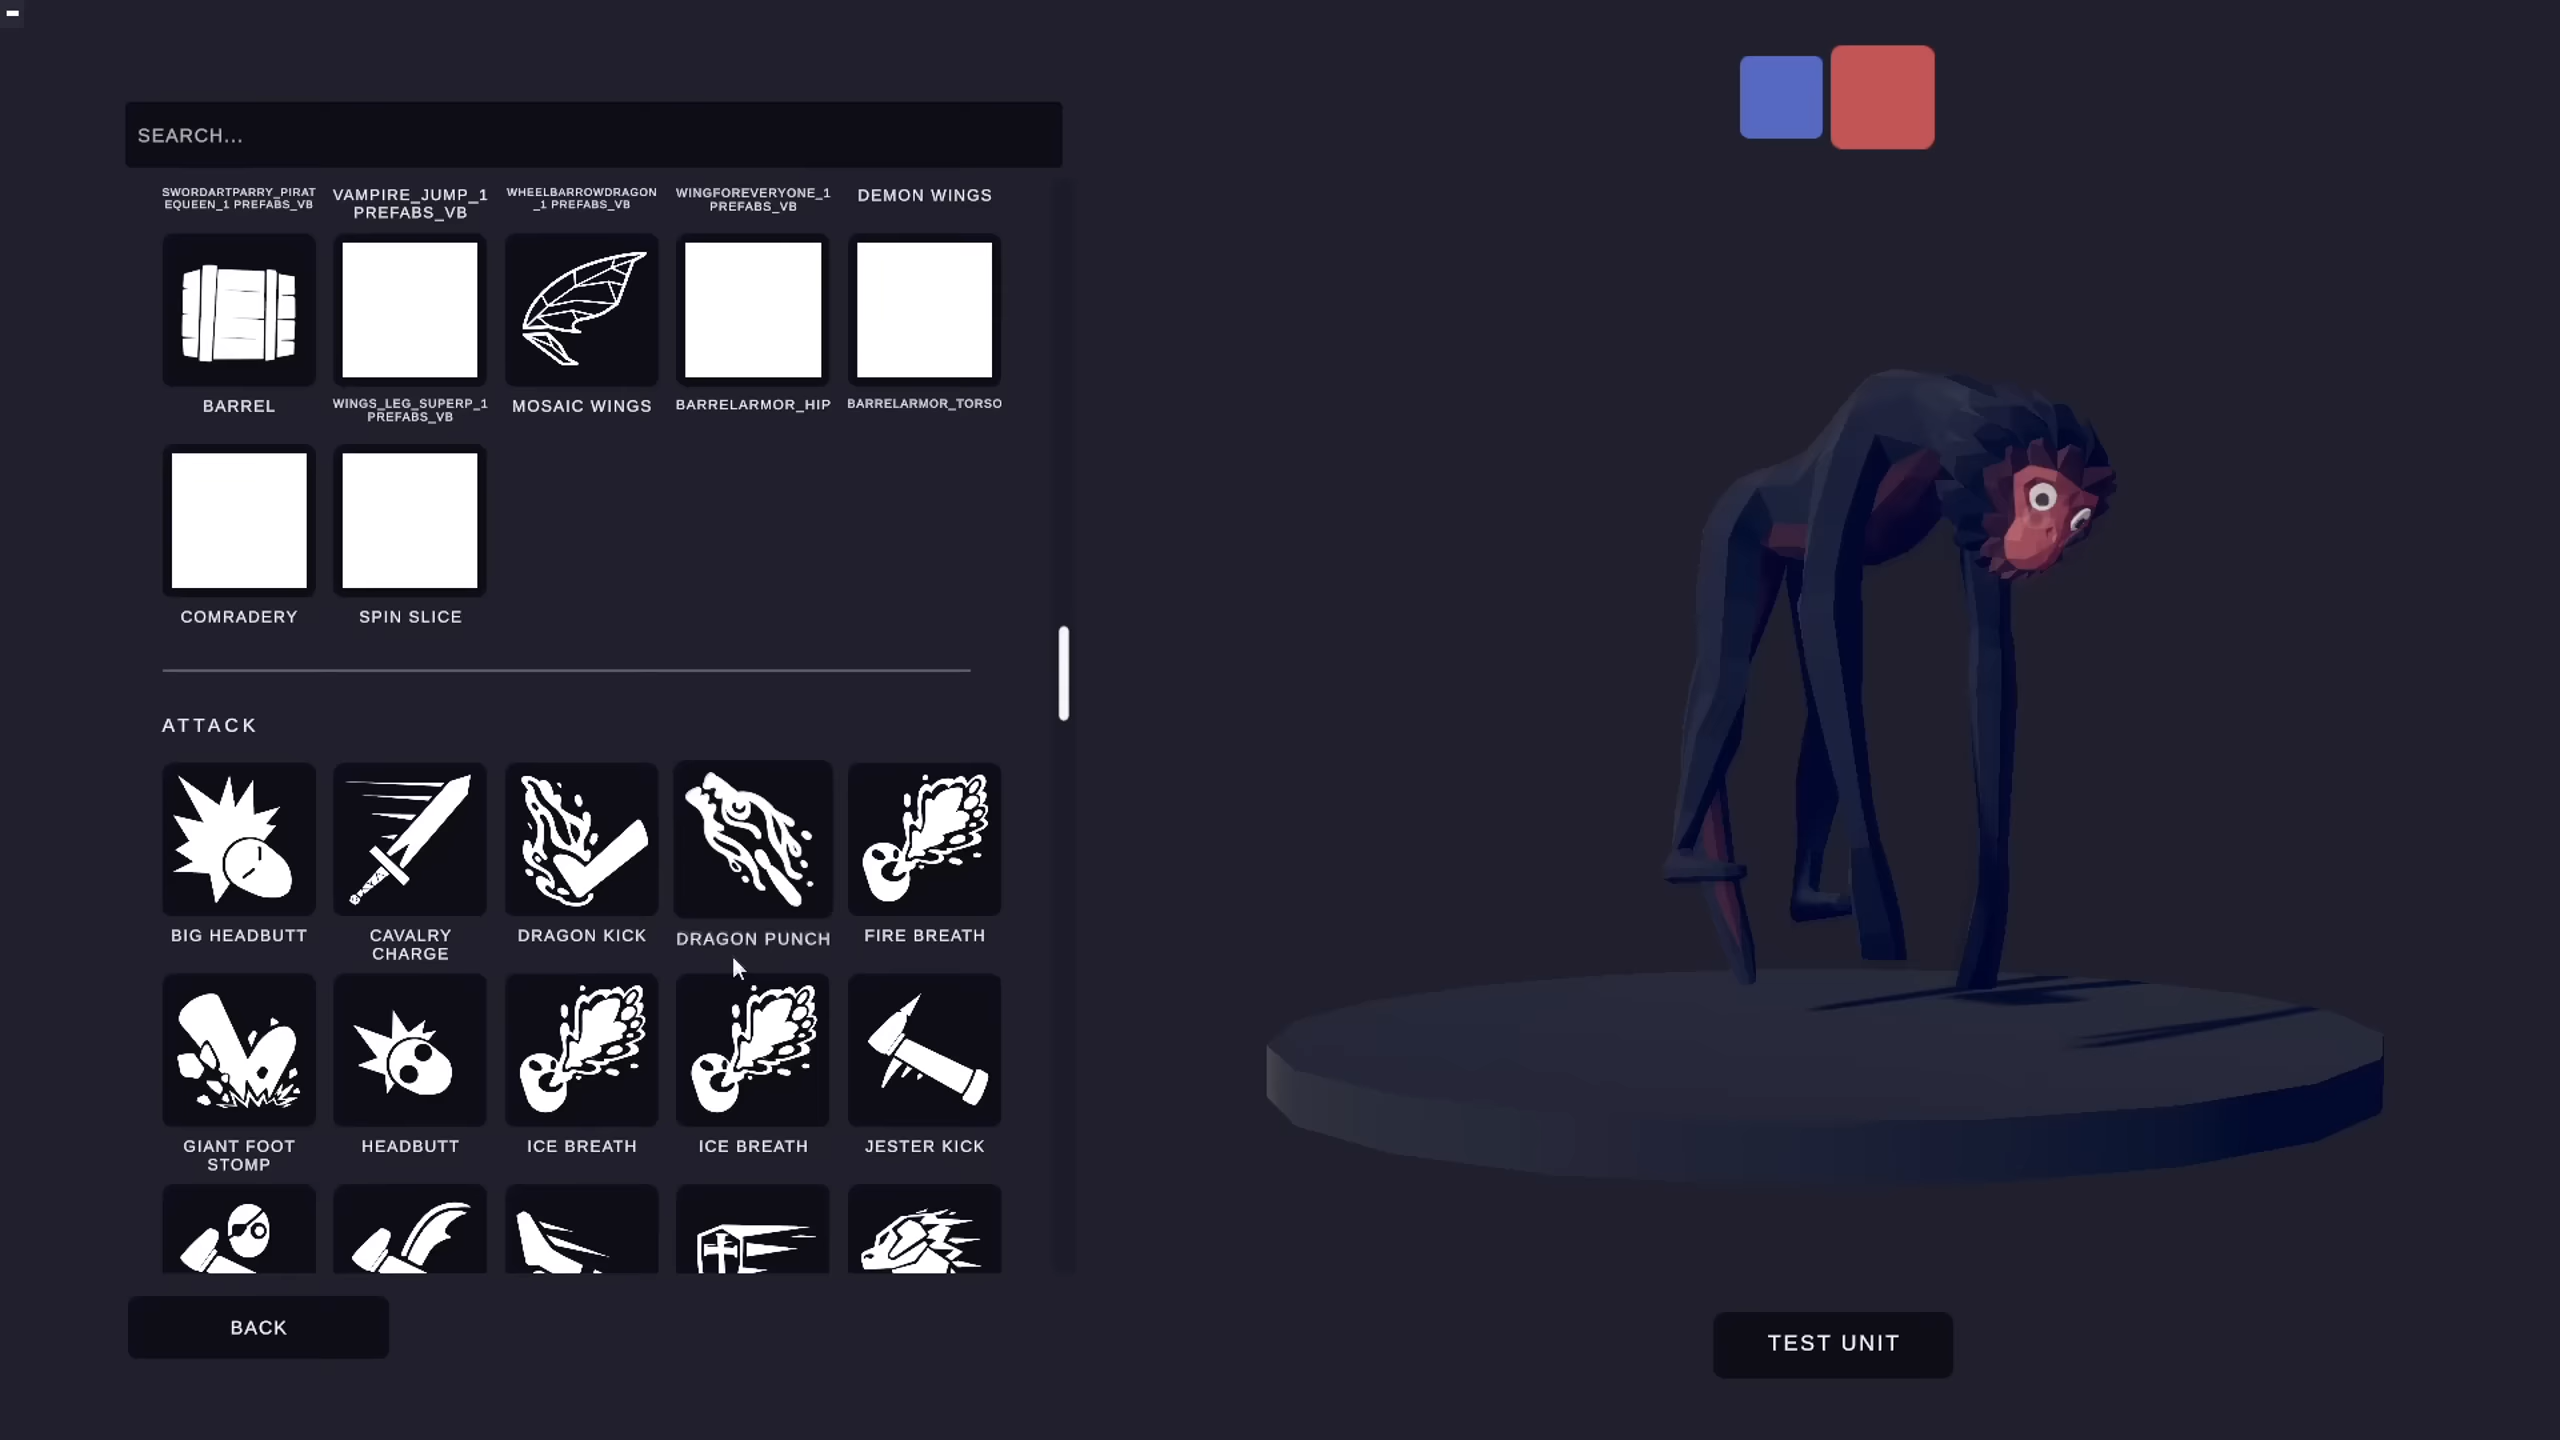 SEARCH...
SWORDARTPARRY_PIRAT
EQUEEN_1 PREFABS_VB
VAMPIRE_JUMP_1
PREFABS_VB
WHEELBARROWDRAGON
_1 PREFABS_VB
WINGFOREVERYONE_1
PREFABS_VB
DEMON WINGS
BARREL
WINGS_LEG_SUPERP_1
PREFABS_VB
MOSAIC WINGS
BARRELARMOR_HIP
BARRELARMOR_TORSO
COMRADERY
SPIN SLICE
ATTACK
BIG HEADBUTT
CAVALRY
CHARGE
DRAGON KICK
DRAGON PUNCH
FIRE BREATH
GIANT FOOT
STOMP
HEADBUTT
ICE BREATH
ICE BREATH
JESTER KICK
BACK
TEST UNIT